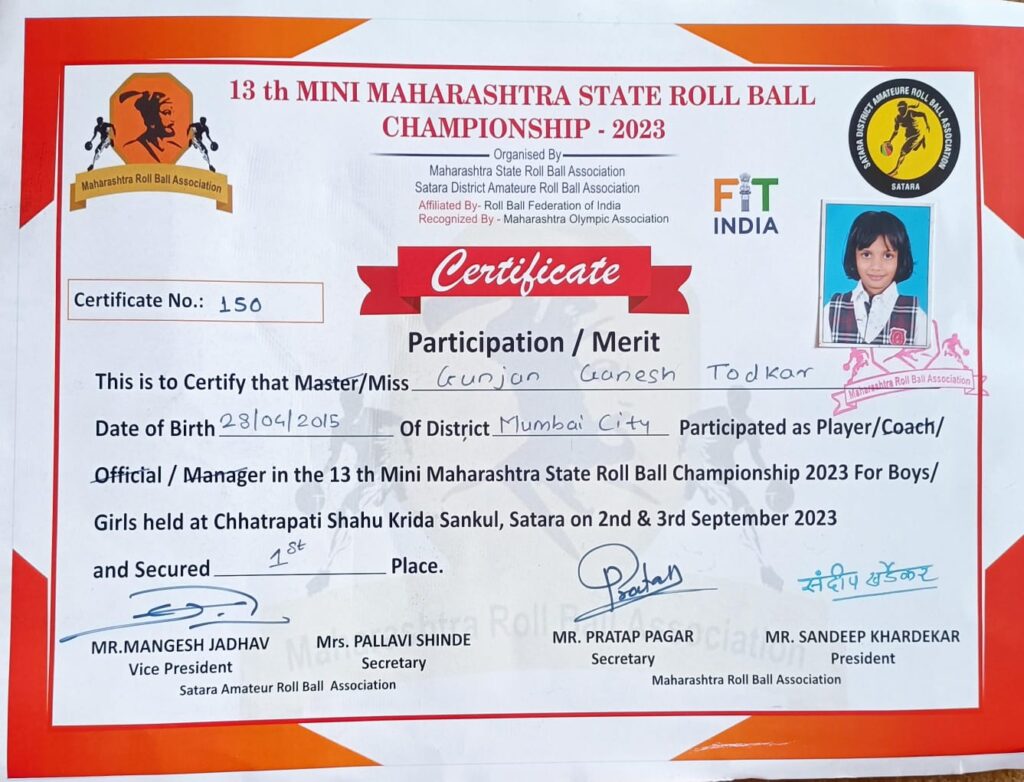 13 th MINI MAHARASHTRA STATE ROLL BALL
CHAMPIONSHIP - 2023
Maharashtra Roll Ball Association
SATARA DISTRICT AMATEURE ROLL BALL ASSOCIATION
SATARA
Organised By
Maharashtra State Roll Ball Association
Satara District Amateure Roll Ball Association
Affiliated By- Roll Ball Federation of India
Recognized By - Maharashtra Olympic Association
FIT
INDIA
Certificate
Certificate No.: 150
Participation / Merit
This is to Certify that Master/Miss Gunjan Ganesh Todkar
Maharashtra Roll Ball Association
Date of Birth 28/04/2015 Of District Mumbai City Participated as Player/Coach/
Official / Manager in the 13 th Mini Maharashtra State Roll Ball Championship 2023 For Boys/
Girls held at Chhatrapati Shahu Krida Sankul, Satara on 2nd & 3rd September 2023
and Secured 1st Place.
Pratap
संदीप खर्डेकर
MR.MANGESH JADHAV Mrs. PALLAVI SHINDE MR. PRATAP PAGAR MR. SANDEEP KHARDEKAR
Vice President Secretary Secretary President
Satara Amateur Roll Ball Association Maharashtra Roll Ball Association
Maharashtra Roll Ball Association